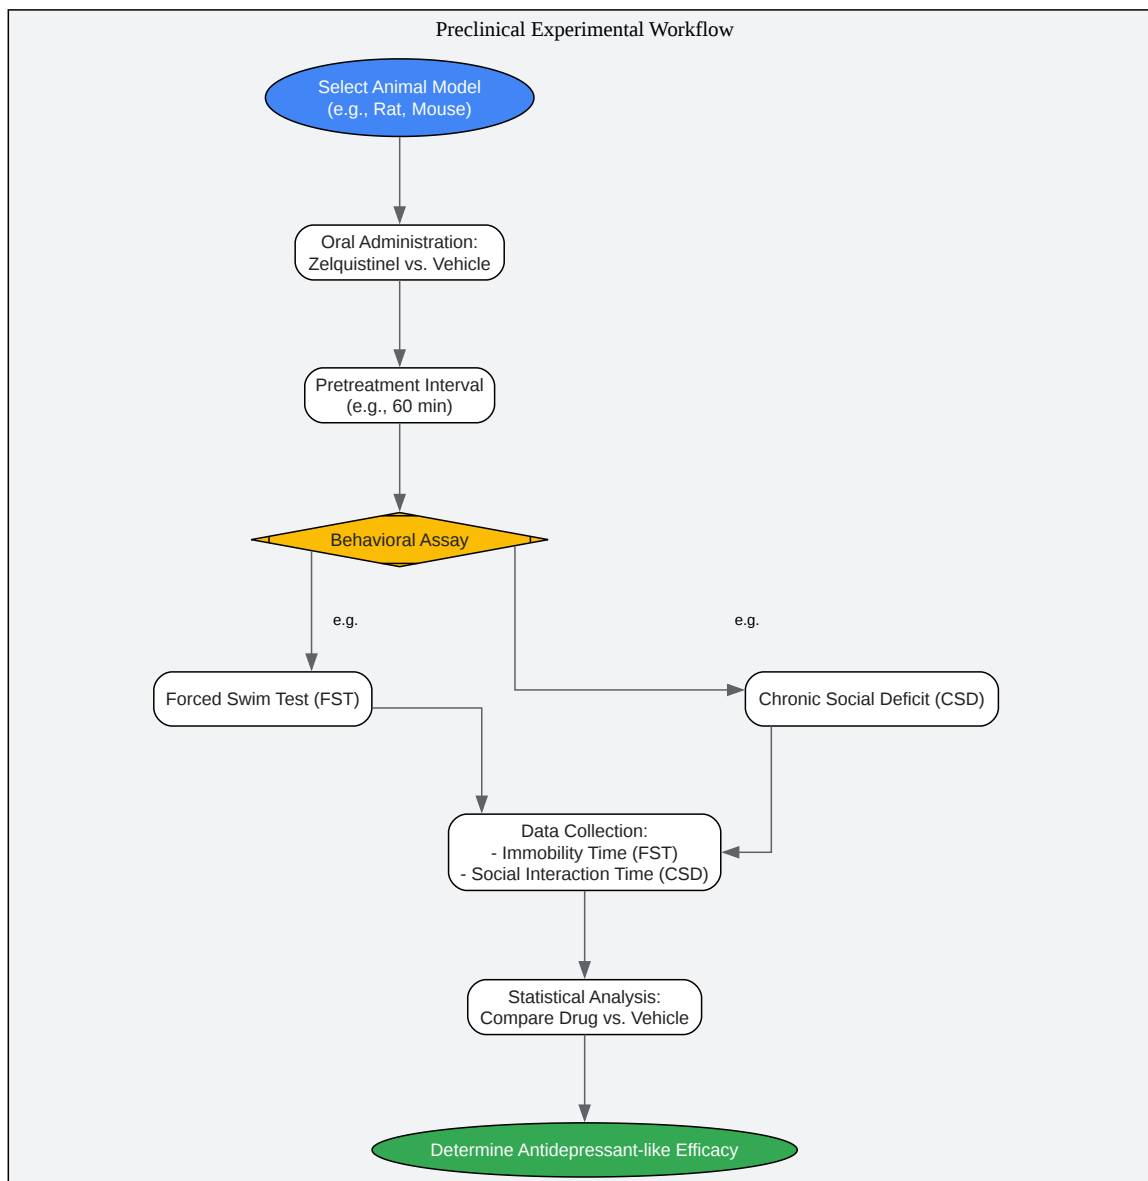 Preclinical Experimental Workflow
Select Animal Model
(e.g., Rat, Mouse)
Oral Administration:
Zelquistinel vs. Vehicle
Pretreatment Interval
(e.g., 60 min)
Behavioral Assay
e.g.
e.g.
Forced Swim Test (FST)
Chronic Social Deficit (CSD)
Data Collection:
- Immobility Time (FST)
- Social Interaction Time (CSD)
Statistical Analysis:
Compare Drug vs. Vehicle
Determine Antidepressant-like Efficacy